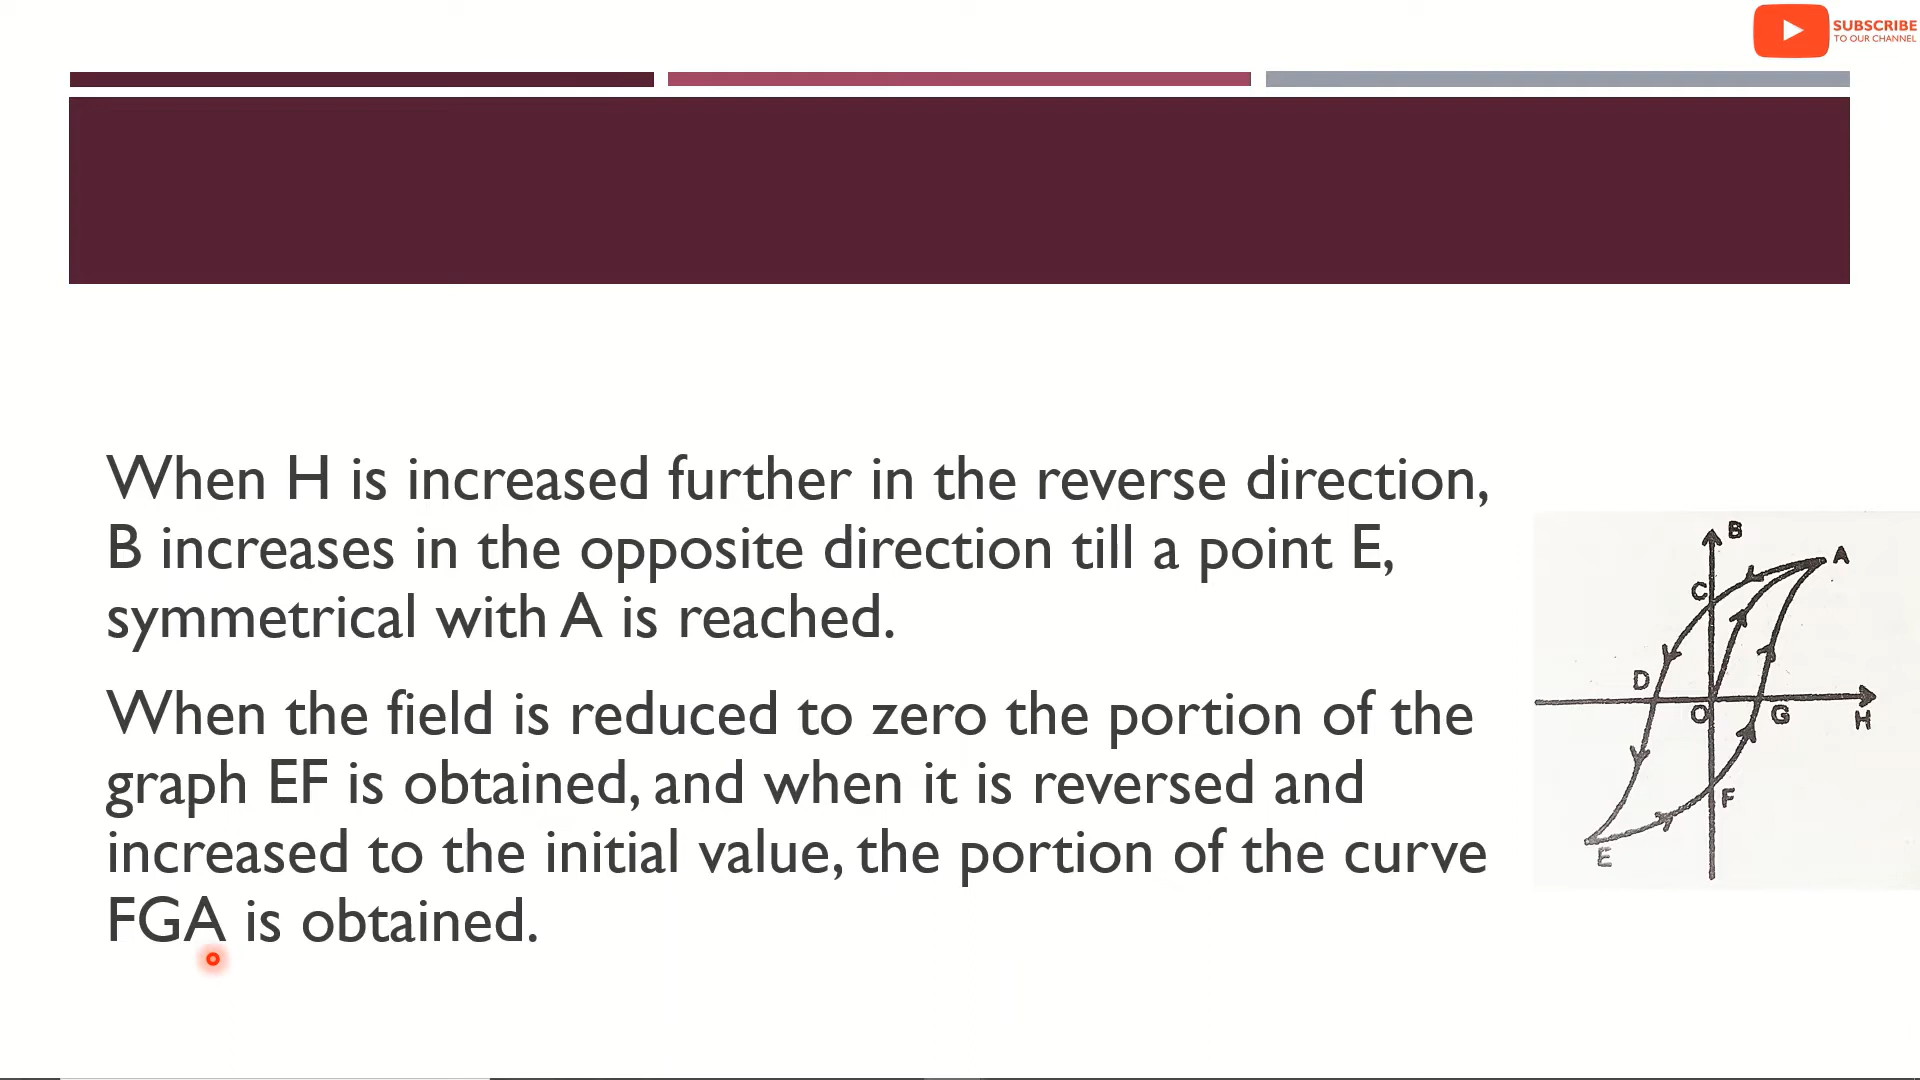 SUBSCRIBE
TO OUR CHANNEL
When H is increased further in the reverse direction,
B increases in the opposite direction till a point E,
symmetrical with A is reached.
When the field is reduced to zero the portion of the
graph EF is obtained, and when it is reversed and
increased to the initial value, the portion of the curve
FGA is obtained.
B
A
C
D
O
G
H
F
E